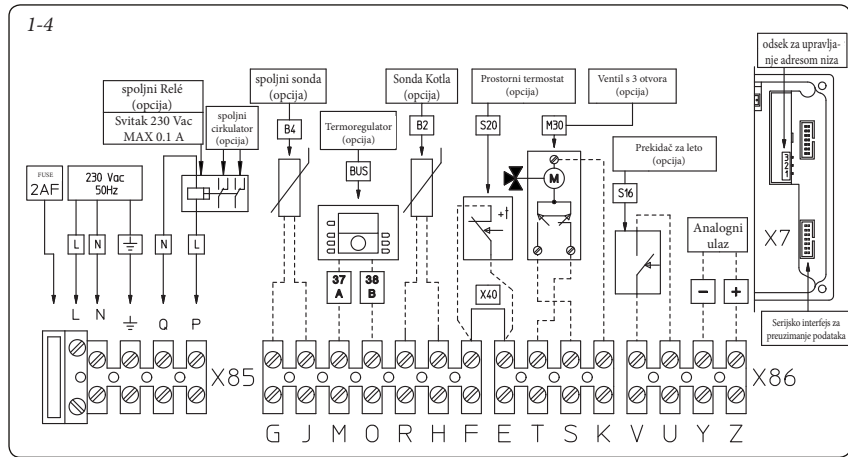 1-4
odsek za upravlja-
nje adresom niza
spoljni Relé
(opcija)
Svitak 230 Vac
MAX 0.1 A
spoljni
cirkulator
(opcija)
spoljni sonda
(opcija)
Termoregulator
(opcija)
Sonda Kotla
(opcija)
Prostorni termostat
(opcija)
Ventil s 3 otvora
(opcija)
Prekidač za leto
(opcija)
B4
BUS
B2
S20
M30
S16
FUSE
2AF
230 Vac
50Hz
L
N
N
L
M
+t
3
2
1
X7
Analogni
ulaz
37
A
38
B
X40
−
+
Serijsko interfejs za
preuzimanje podataka
L N Q P
X85
X86
G J M O R H F E T S K V U Y Z